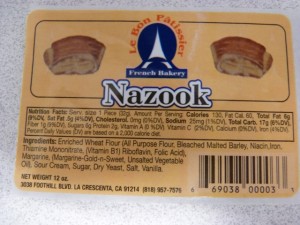 Le Bon Pâtissier
French Bakery
Nazook
Nutrition Facts: Serv. size 1 Piece (32g), Amount Per Serving: Calories 130, Fat Cal. 60, Total Fat 6g
(9%DV), Sat Fat .5g (4%DV), Cholesterol. 0mg (0%DV), Sodium 25mg (1%DV), Total Carb. 17g (6%DV),
Fiber 1g (0%DV), Sugars 6g Protein 2g, Vitamin A (%DV), Vitamin C (2%DV), Calcium (0%DV), Iron (4%DV).
Percent Daily Values (DV) are based on a 2,000 calorie diet.
Ingredients: Enriched Wheat Flour (All Purpose Flour, Bleached Malted Barley, Niacin,Iron,
Thiamine Mononitrate, (Vitamin B1) Riboflavin, Folic Acid),
Margarine, (Margarine-Gold-n-Sweet, Unsalted Vegetable
Oil), Sour Cream, Sugar, Dry Yeast, Salt, Vanilla.
NET WEIGHT 12 oz.
3038 FOOTHILL BLVD. LA CRESCENTA, CA 91214 (818) 957-7575
6 69038 00003 1